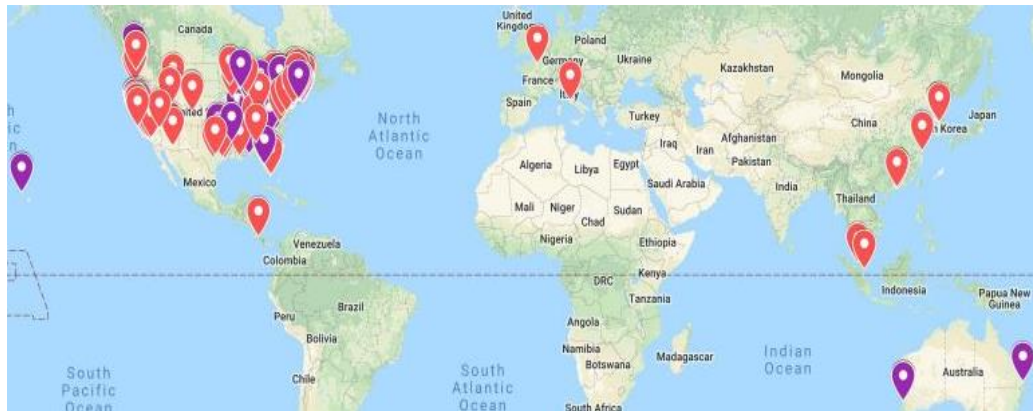 Canada
United
Kingdom
Poland
Germany
Ukraine
Kazakhstan
Mongolia
France
Spain
Turkey
China
Japan
Korea
North
Atlantic
Ocean
Afghanistan
Iraq
Iran
Pakistan
Algeria
Libya
Egypt
Saudi Arabia
India
Mexico
Mali
Niger
Chad
Sudan
Thailand
Venezuela
Nigeria
Ethiopia
Colombia
DRC
Kenya
Indonesia
Papua New
Guinea
Tanzania
Brazil
Peru
Angola
Bolivia
Namibia
Botswana
Madagascar
Indian
Ocean
Australia
South
Pacific
Ocean
Chile
South
Atlantic
Ocean
South Africa